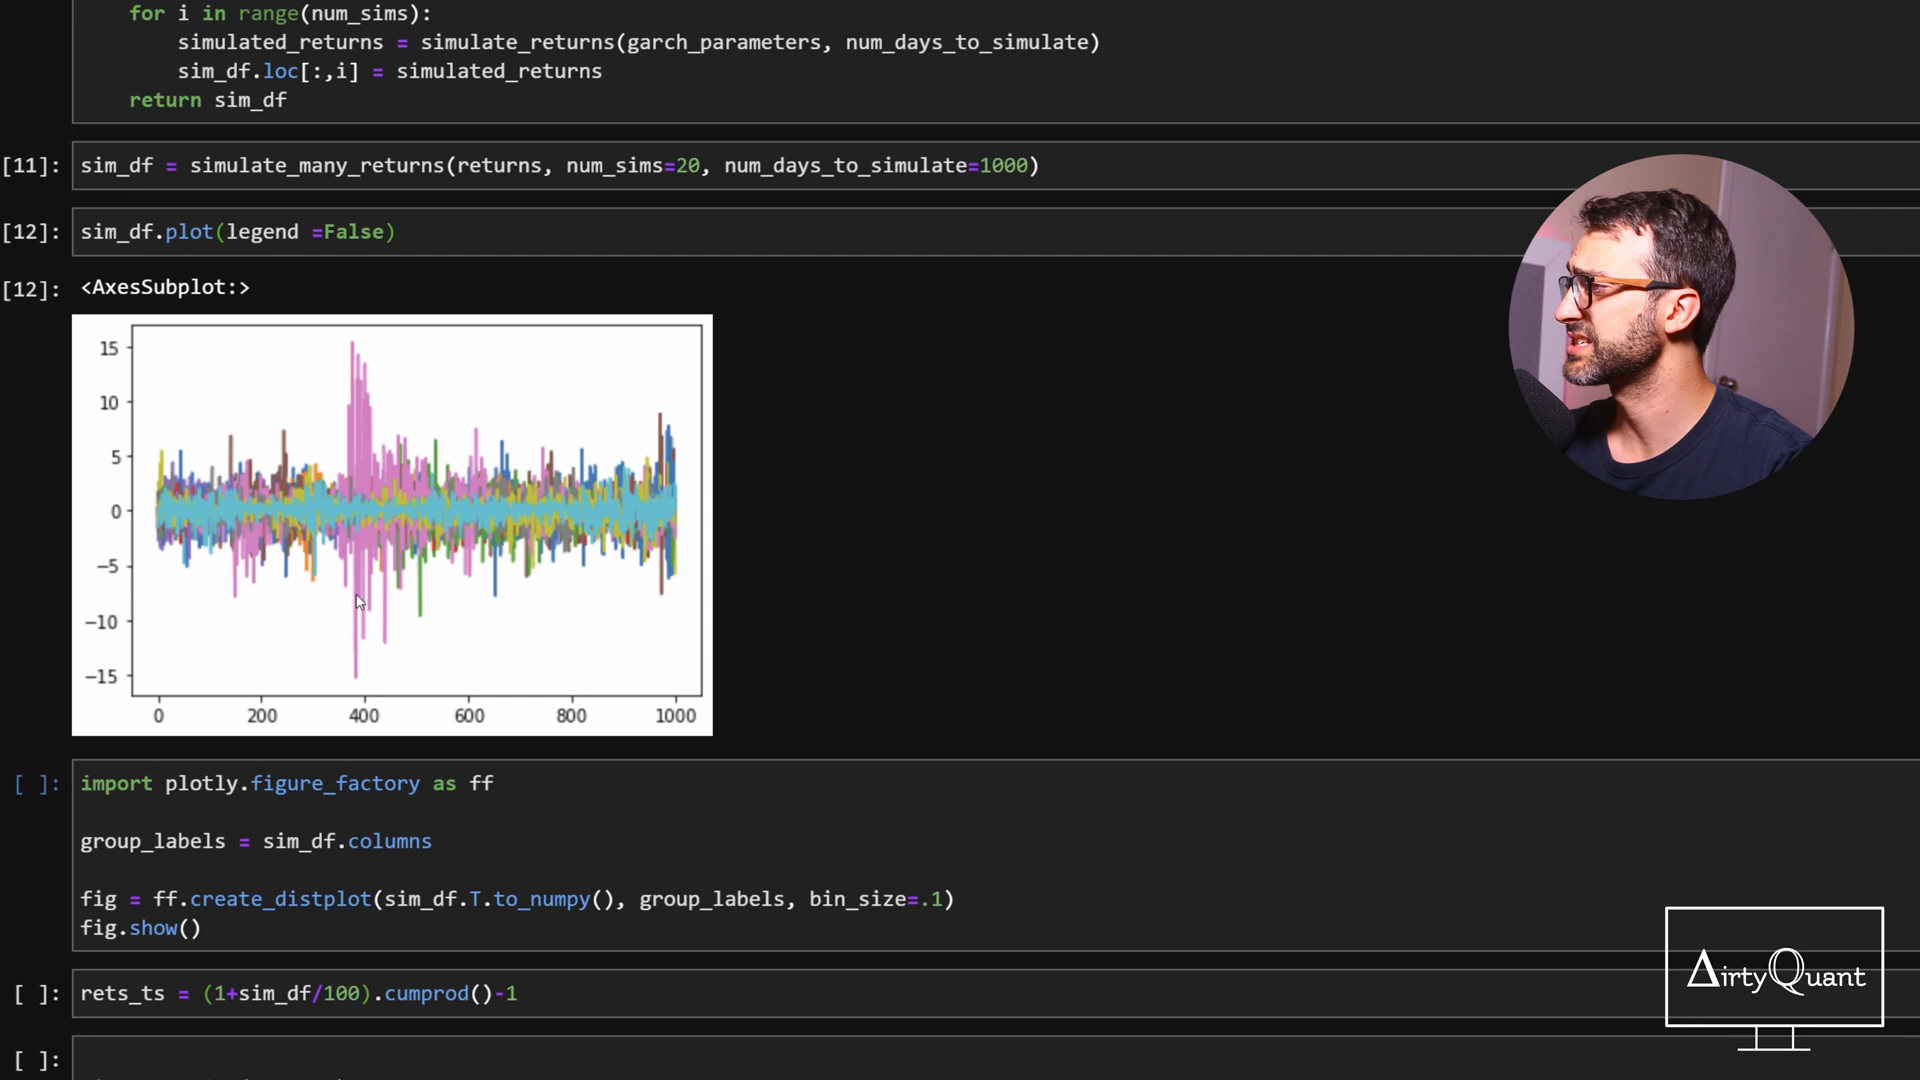 for i in range(num_sims):
simulated_returns = simulate_returns(garch_parameters, num_days_to_simulate)
sim_df.loc[:,i] = simulated_returns
return sim_df
[11]: sim_df = simulate_many_returns(returns, num_sims=20, num_days_to_simulate=1000)
[12]: sim_df.plot(legend =False)
[12]: <AxesSubplot:>
15
10
5
0
−5
−10
−15
0 200 400 600 800 1000
[ ]: import plotly.figure_factory as ff
group_labels = sim_df.columns
fig = ff.create_distplot(sim_df.T.to_numpy(), group_labels, bin_size=.1)
fig.show()
[ ]: rets_ts = (1+sim_df/100).cumprod()-1
[ ]:
ΔirtyQuant